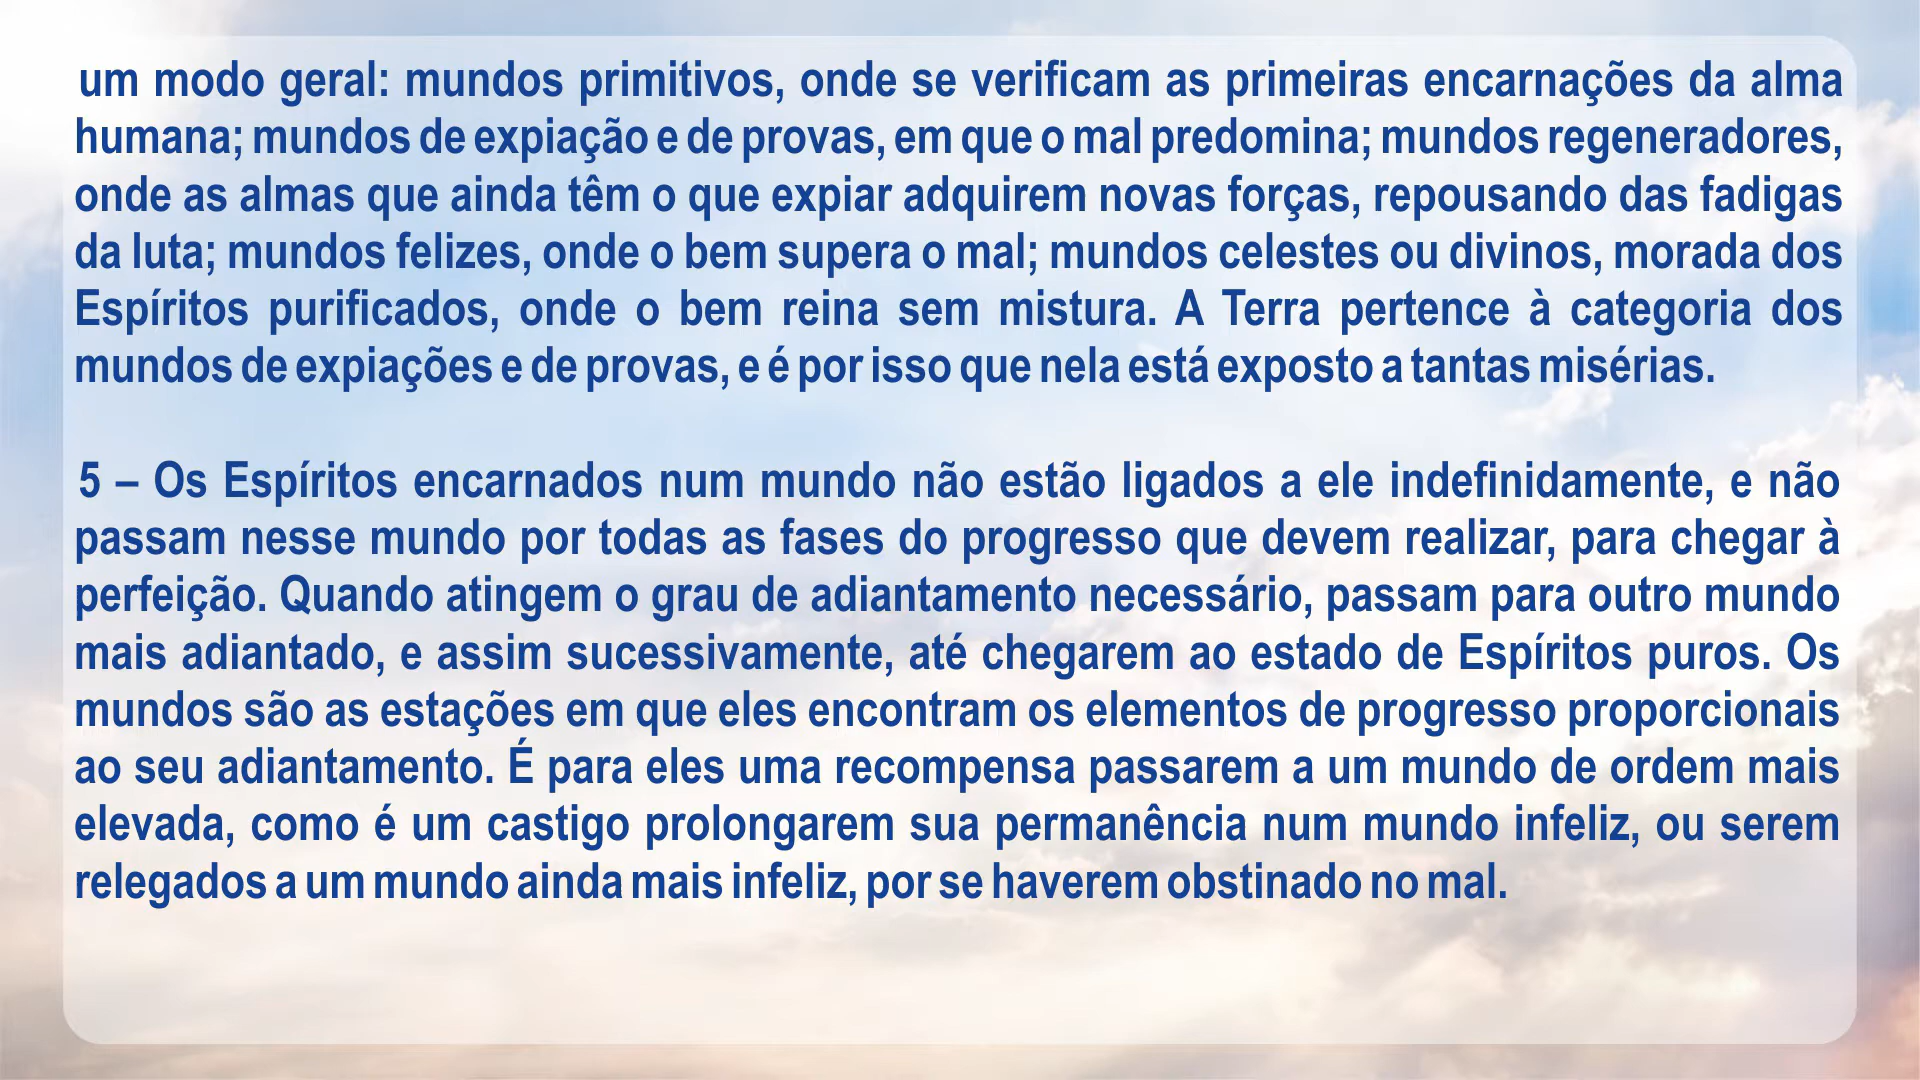 um modo geral: mundos primitivos, onde se verificam as primeiras encarnações da alma
humana; mundos de expiação e de provas, em que o mal predomina; mundos regeneradores,
onde as almas que ainda têm o que expiar adquirem novas forças, repousando das fadigas
da luta; mundos felizes, onde o bem supera o mal; mundos celestes ou divinos, morada dos
Espíritos purificados, onde o bem reina sem mistura. A Terra pertence à categoria dos
mundos de expiações e de provas, e é por isso que nela está exposto a tantas misérias.
5 – Os Espíritos encarnados num mundo não estão ligados a ele indefinidamente, e não
passam nesse mundo por todas as fases do progresso que devem realizar, para chegar à
perfeição. Quando atingem o grau de adiantamento necessário, passam para outro mundo
mais adiantado, e assim sucessivamente, até chegarem ao estado de Espíritos puros. Os
mundos são as estações em que eles encontram os elementos de progresso proporcionais
ao seu adiantamento. É para eles uma recompensa passarem a um mundo de ordem mais
elevada, como é um castigo prolongarem sua permanência num mundo infeliz, ou serem
relegados a um mundo ainda mais infeliz, por se haverem obstinado no mal.